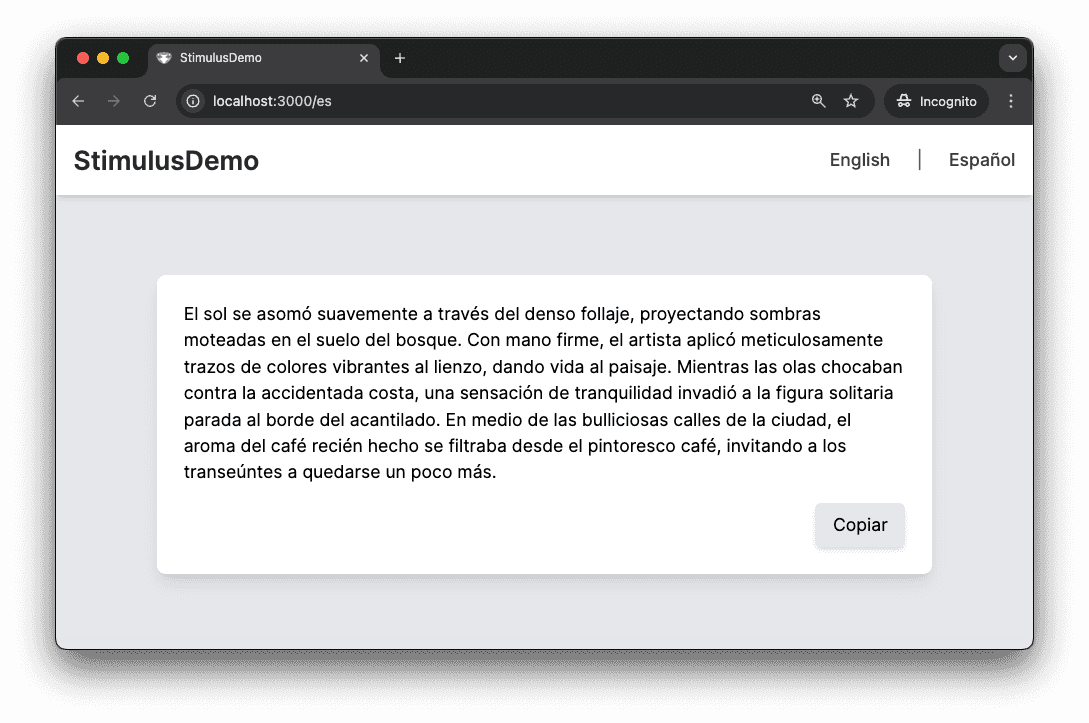 StimulusDemo
localhost:3000/es
Incognito
StimulusDemo
English | Español
El sol se asomó suavemente a través del denso follaje, proyectando sombras
moteadas en el suelo del bosque. Con mano firme, el artista aplicó meticulosamente
trazos de colores vibrantes al lienzo, dando vida al paisaje. Mientras las olas chocaban
contra la accidentada costa, una sensación de tranquilidad invadió a la figura solitaria
parada al borde del acantilado. En medio de las bulliciosas calles de la ciudad, el
aroma del café recién hecho se filtraba desde el pintoresco café, invitando a los
transeúntes a quedarse un poco más.
Copiar